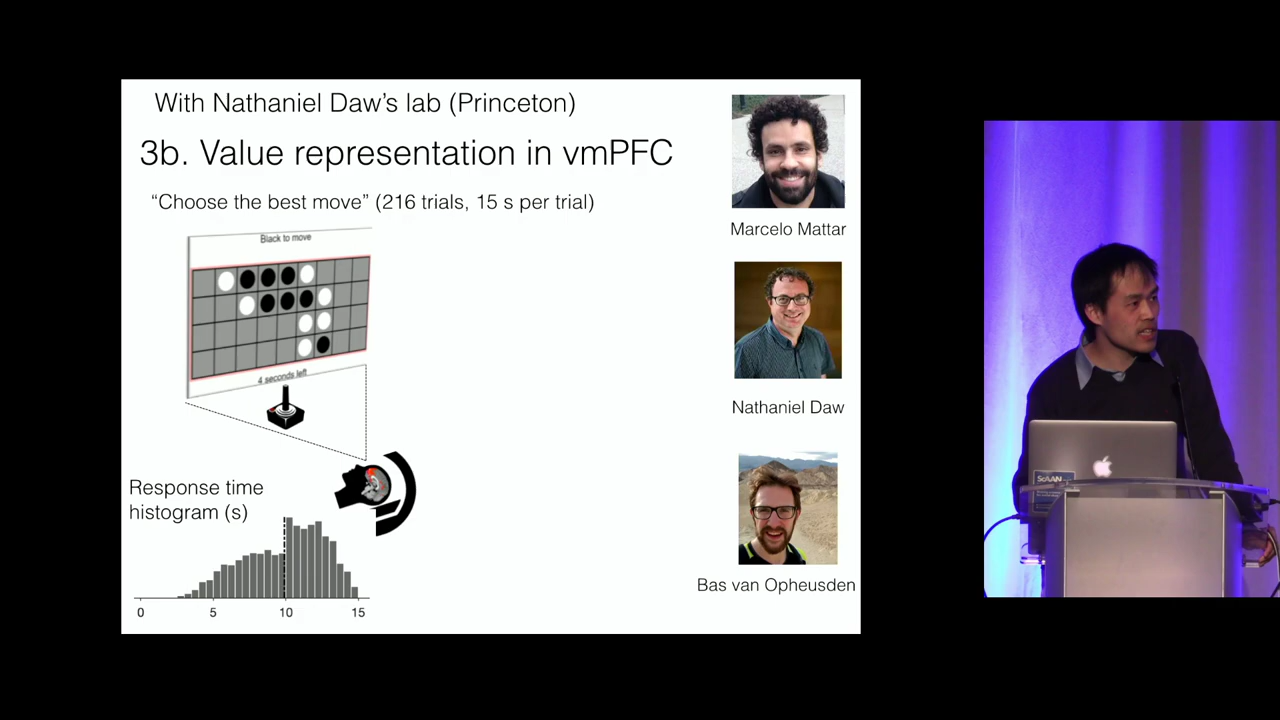 With Nathaniel Daw's lab (Princeton)
3b. Value representation in vmPFC
“Choose the best move” (216 trials, 15 s per trial)
Black to move
4 seconds left
Response time
histogram (s)
0 5 10 15
Marcelo Mattar
Nathaniel Daw
Bas van Opheusden